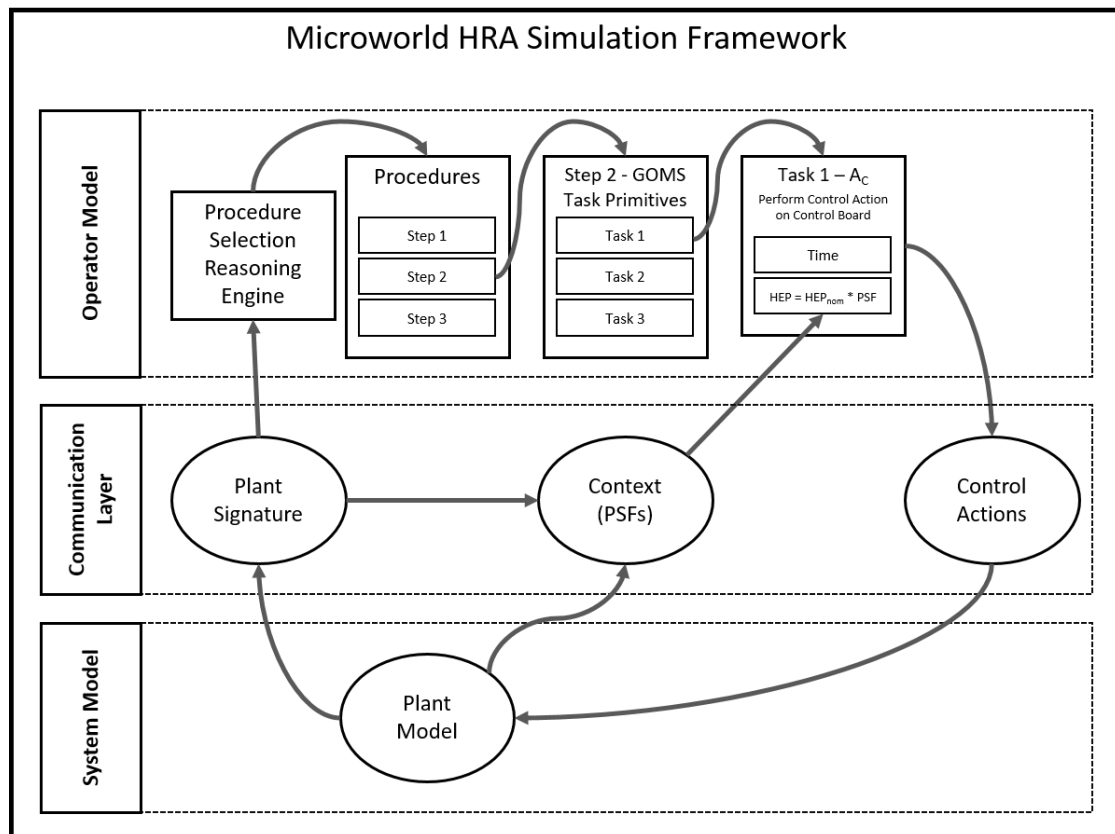 Microworld HRA Simulation Framework
Operator Model
Procedure
Selection
Reasoning
Engine
Procedures
Step 1
Step 2
Step 3
Step 2 - GOMS
Task Primitives
Task 1
Task 2
Task 3
Task 1 – A_C
Perform Control Action
on Control Board
Time
HEP = HEP_nom * PSF
Communication
Layer
Plant
Signature
Context
(PSFs)
Control
Actions
System Model
Plant
Model